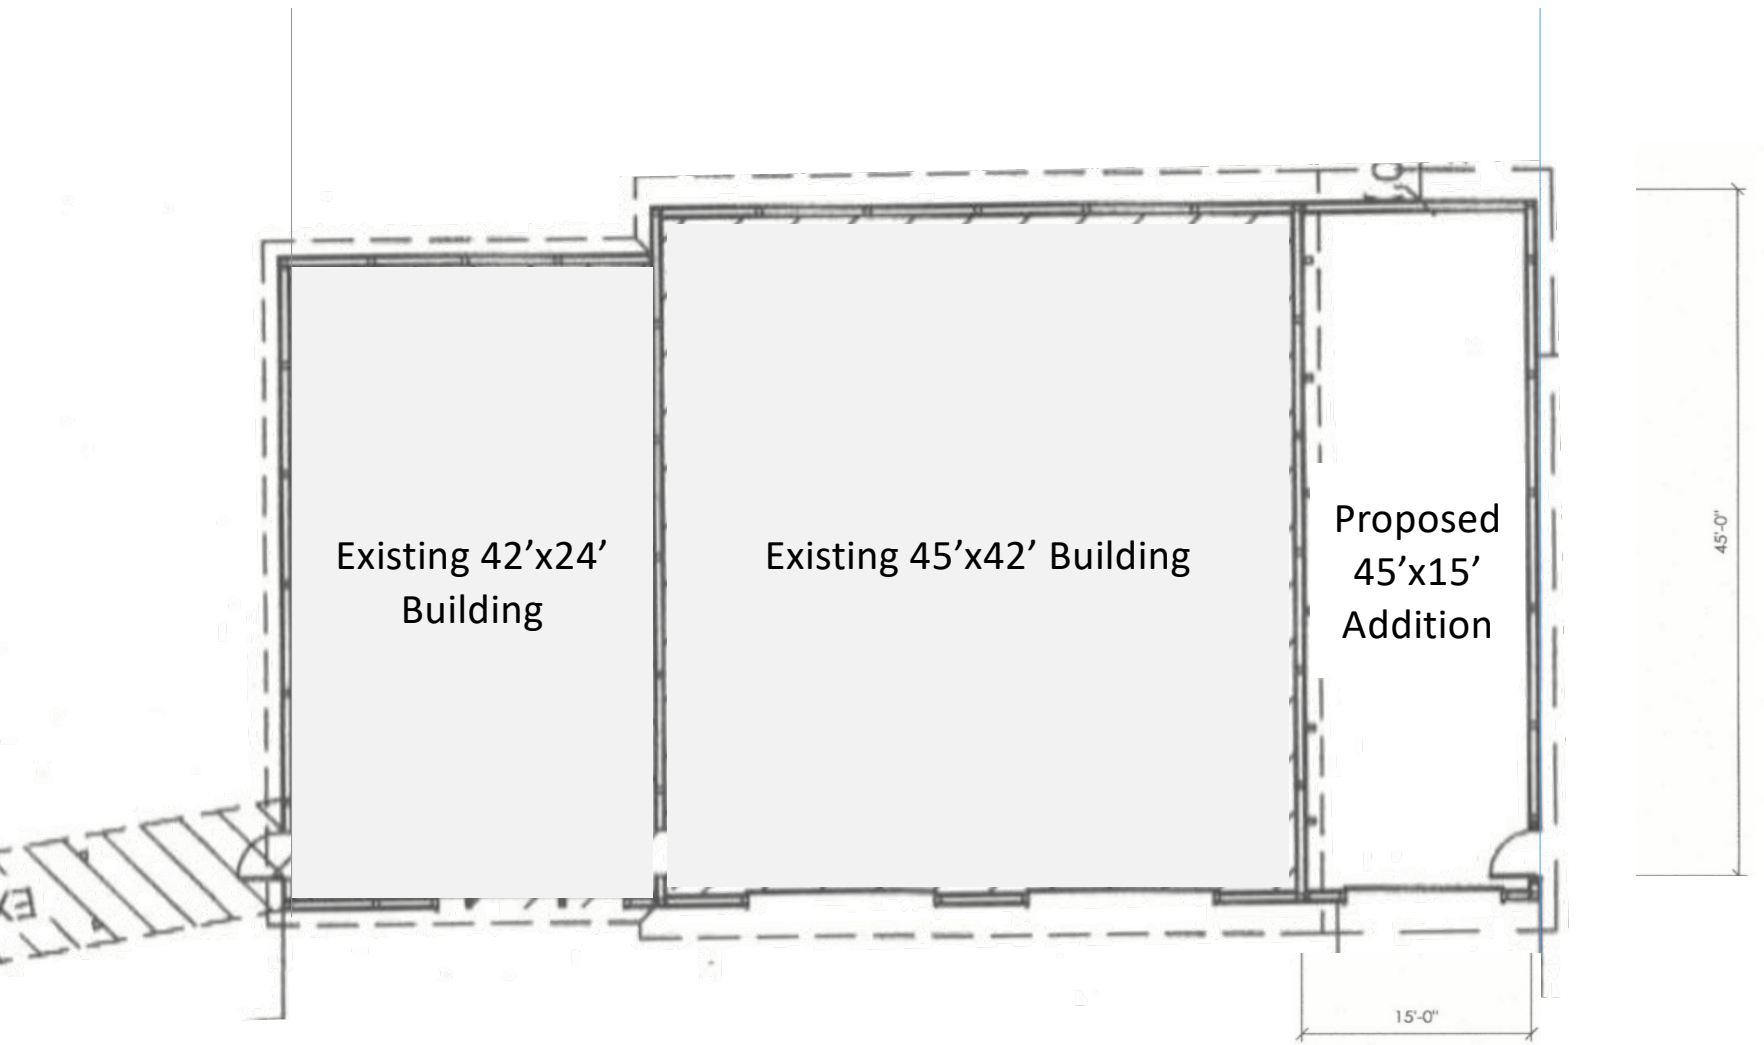 Existing 42’x24’
Building
Existing 45’x42’ Building
Proposed
45’x15’
Addition
45'-0"
15'-0"